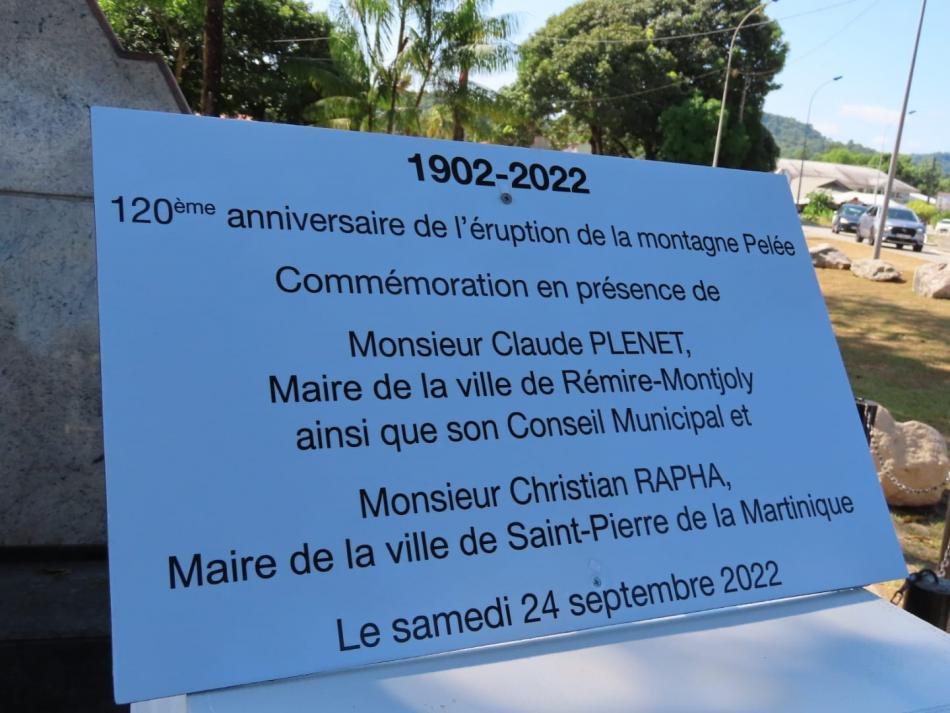 1902-2022
120ème anniversaire de l'éruption de la montagne Pelée
Commémoration en présence de
Monsieur Claude PLENET,
Maire de la ville de Rémire-Montjoly
ainsi que son Conseil Municipal et
Monsieur Christian RAPHA,
Maire de la ville de Saint-Pierre de la Martinique
Le samedi 24 septembre 2022